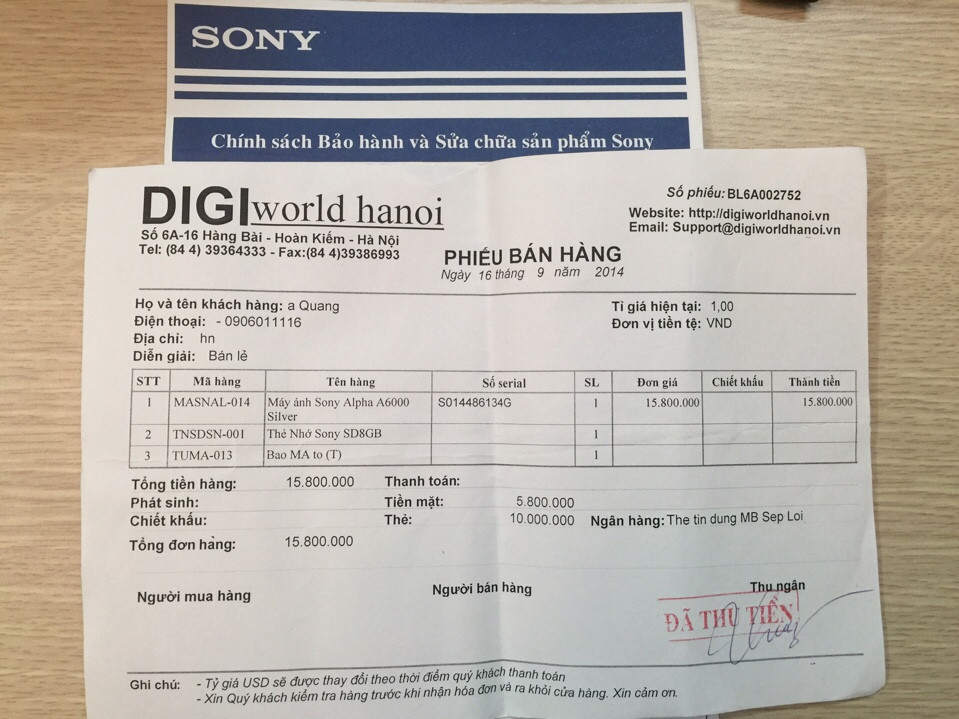 SONY
Chính sách Bảo hành và Sửa chữa sản phẩm Sony
DIGIworld hanoi
Số 6A-16 Hàng Bài - Hoàn Kiếm - Hà Nội
Tel: (84 4) 39364333 - Fax:(84 4)39386993
Số phiếu: BL6A002752
Website: http://digiworldhanoi.vn
Email: Support@digiworldhanoi.vn
PHIẾU BÁN HÀNG
Ngày 16 tháng 9 năm 2014
Họ và tên khách hàng: a Quang
Điện thoại: - 0906011116
Địa chỉ: hn
Diễn giải: Bán lẻ
Tỉ giá hiện tại: 1,00
Đơn vị tiền tệ: VND
STT Mã hàng Tên hàng Số serial SL Đơn giá Chiết khấu Thành tiền
1 MASNAL-014 Máy ảnh Sony Alpha A6000 Silver S014486134G 1 15.800.000 15.800.000
2 TNSDSN-001 Thẻ Nhớ Sony SD8GB 1
3 TUMA-013 Bao MA to (T) 1
Tổng tiền hàng: 15.800.000 Thanh toán:
Phát sinh: Tiền mặt: 5.800.000
Chiết khấu: Thẻ: 10.000.000 Ngân hàng: The tin dung MB Sep Loi
Tổng đơn hàng: 15.800.000
Người mua hàng Người bán hàng Thu ngân
ĐÃ THU TIỀN
Ghi chú: - Tỷ giá USD sẽ được thay đổi theo thời điểm quý khách thanh toán
- Xin Quý khách kiểm tra hàng trước khi nhận hóa đơn và ra khỏi cửa hàng. Xin cảm ơn.